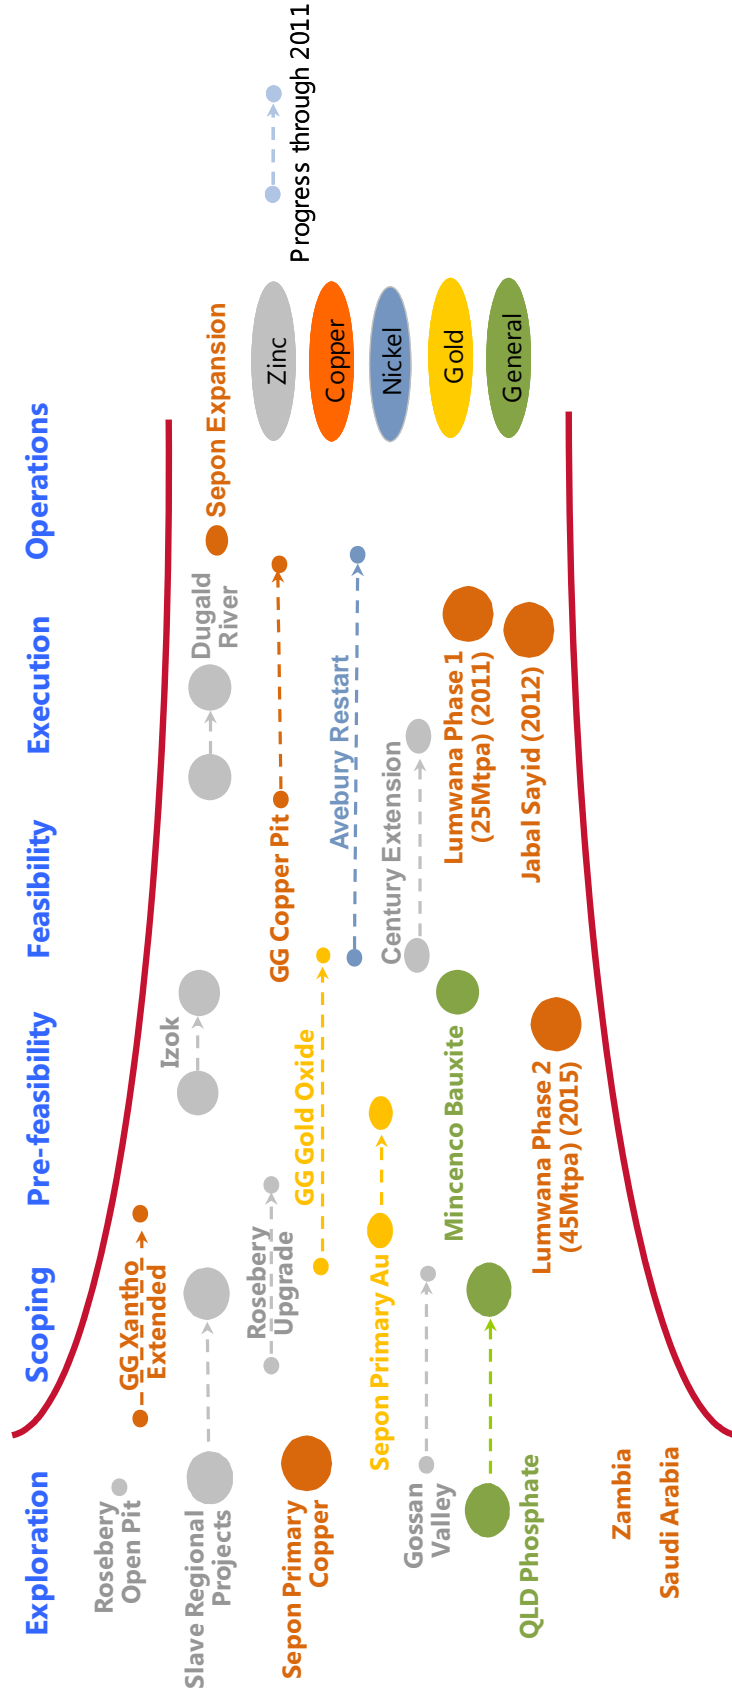 Exploration
Scoping
Pre-feasibility
Feasibility
Execution
Operations
Rosebery
Open Pit
GG Xantho
Extended
Slave Regional
Projects
Izok
Dugald
River
Sepon Expansion
Rosebery
Upgrade
Sepon Primary
Copper
GG Gold Oxide
GG Copper Pit
Avebury Restart
Sepon Primary Au
Century Extension
Gossan
Valley
Mincenco Bauxite
Lumwana Phase 1
(25Mtpa) (2011)
QLD Phosphate
Lumwana Phase 2
(45Mtpa) (2015)
Jabal Sayid (2012)
Zambia
Saudi Arabia
Zinc
Copper
Nickel
Gold
General
Progress through 2011